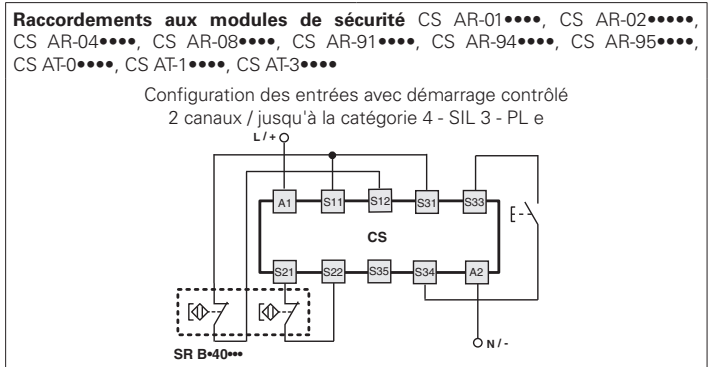 Raccordements aux modules de sécurité CS AR-01••••, CS AR-02•••••,
CS AR-04••••, CS AR-08••••, CS AR-91••••, CS AR-94••••, CS AR-95••••,
CS AT-0••••, CS AT-1••••, CS AT-3••••
Configuration des entrées avec démarrage contrôlé
2 canaux / jusqu'à la catégorie 4 - SIL 3 - PL e
L / +
A1 S11 S12 S31 S33
CS
S21 S22 S35 S34 A2
SR B•40•••
N / -